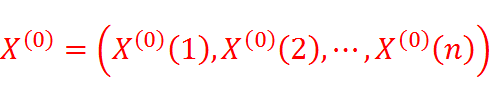 X^{(0)} = (X^{(0)}(1), X^{(0)}(2), ⋯, X^{(0)}(n))